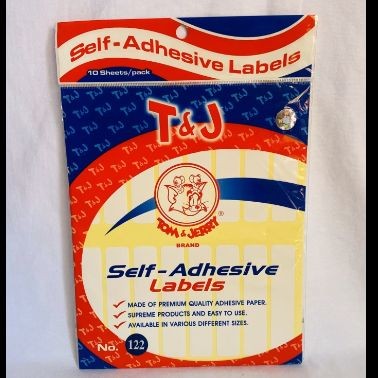 Self-Adhesive Labels
10 Sheets/pack
T&J
TOM & JERRY ®
BRAND
Self-Adhesive
Labels
MADE OF PREMIUM QUALITY ADHESIVE PAPER.
SUPREME PRODUCTS AND EASY TO USE.
AVAILABLE IN VARIOUS DIFFERENT SIZES.
No. 122